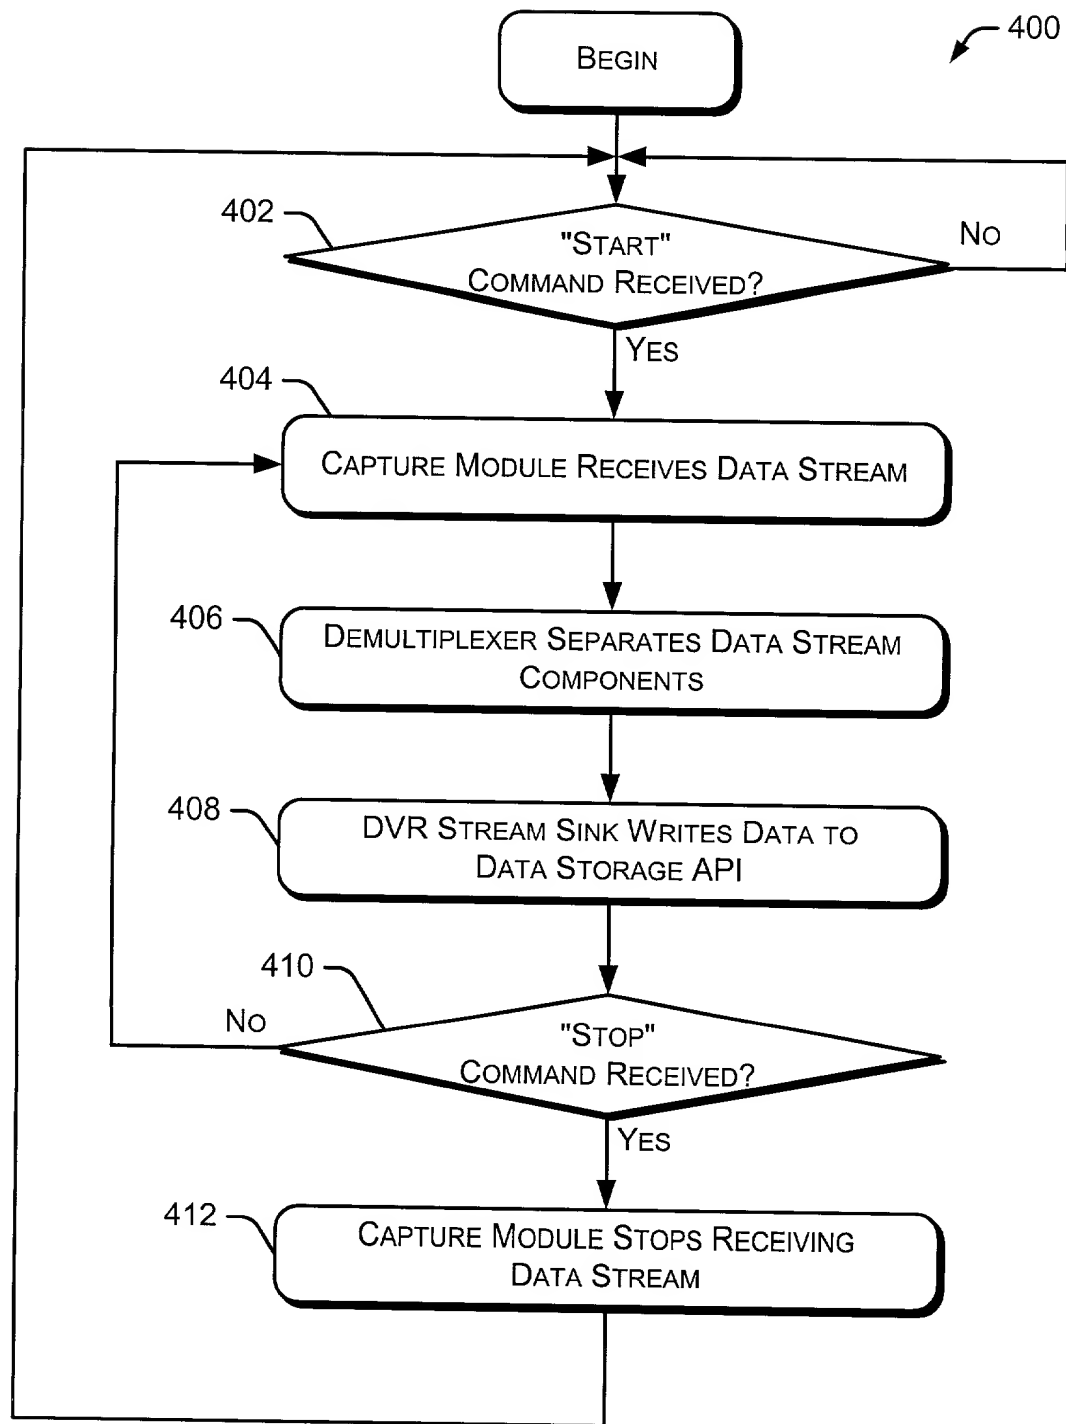 400
BEGIN
402
"START"
COMMAND RECEIVED?
NO
YES
404
CAPTURE MODULE RECEIVES DATA STREAM
406
DEMULTIPLEXER SEPARATES DATA STREAM
COMPONENTS
408
DVR STREAM SINK WRITES DATA TO
DATA STORAGE API
410
NO
"STOP"
COMMAND RECEIVED?
YES
412
CAPTURE MODULE STOPS RECEIVING
DATA STREAM